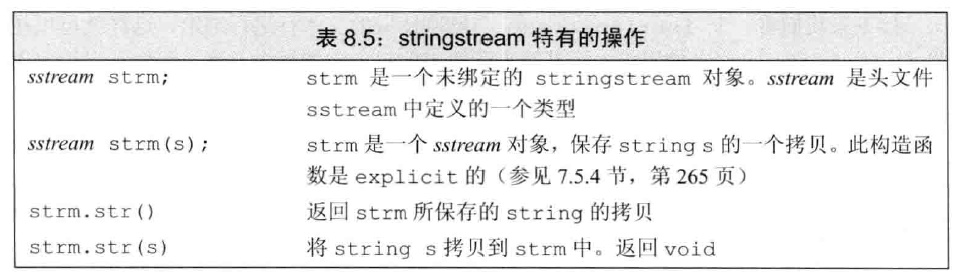 表 8.5：stringstream 特有的操作
sstream strm; strm 是一个未绑定的 stringstream 对象。sstream 是头文件
sstream 中定义的一个类型
sstream strm(s); strm 是一个 sstream 对象，保存 string s 的一个拷贝。此构造函
数是 explicit 的（参见 7.5.4 节，第 265 页）
strm.str() 返回 strm 所保存的 string 的拷贝
strm.str(s) 将 string s 拷贝到 strm 中。返回 void